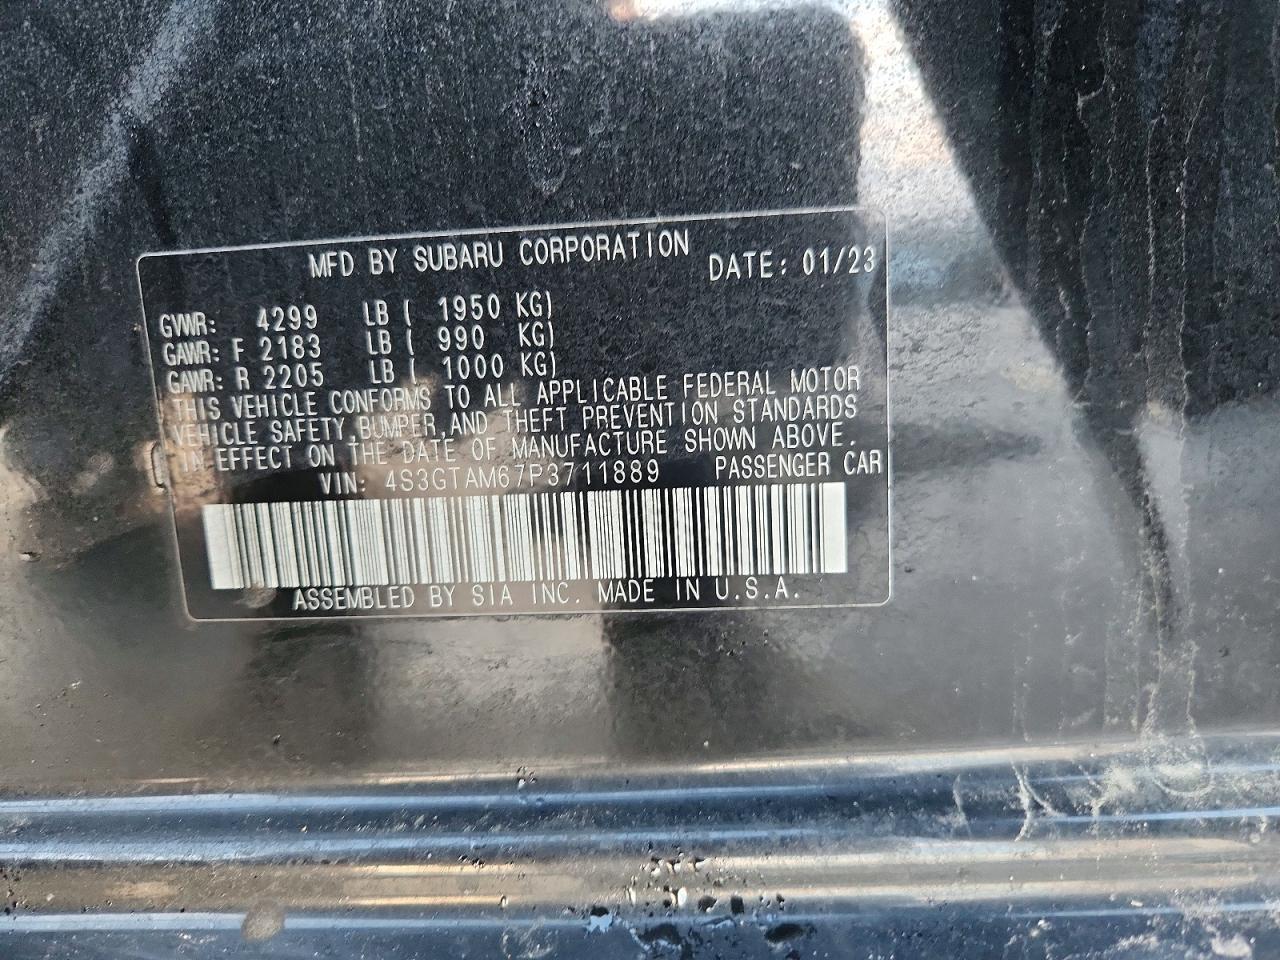 MFD BY SUBARU CORPORATION DATE: 01/23
GVWR: 4299 LB ( 1950 KG)
GAWR: F 2183 LB ( 990 KG)
GAWR: R 2205 LB ( 1000 KG)
THIS VEHICLE CONFORMS TO ALL APPLICABLE FEDERAL MOTOR
VEHICLE SAFETY,BUMPER,AND THEFT PREVENTION STANDARDS
IN EFFECT ON THE DATE OF MANUFACTURE SHOWN ABOVE.
VIN: 4S3GTAM67P3711889 PASSENGER CAR
ASSEMBLED BY SIA INC. MADE IN U.S.A.